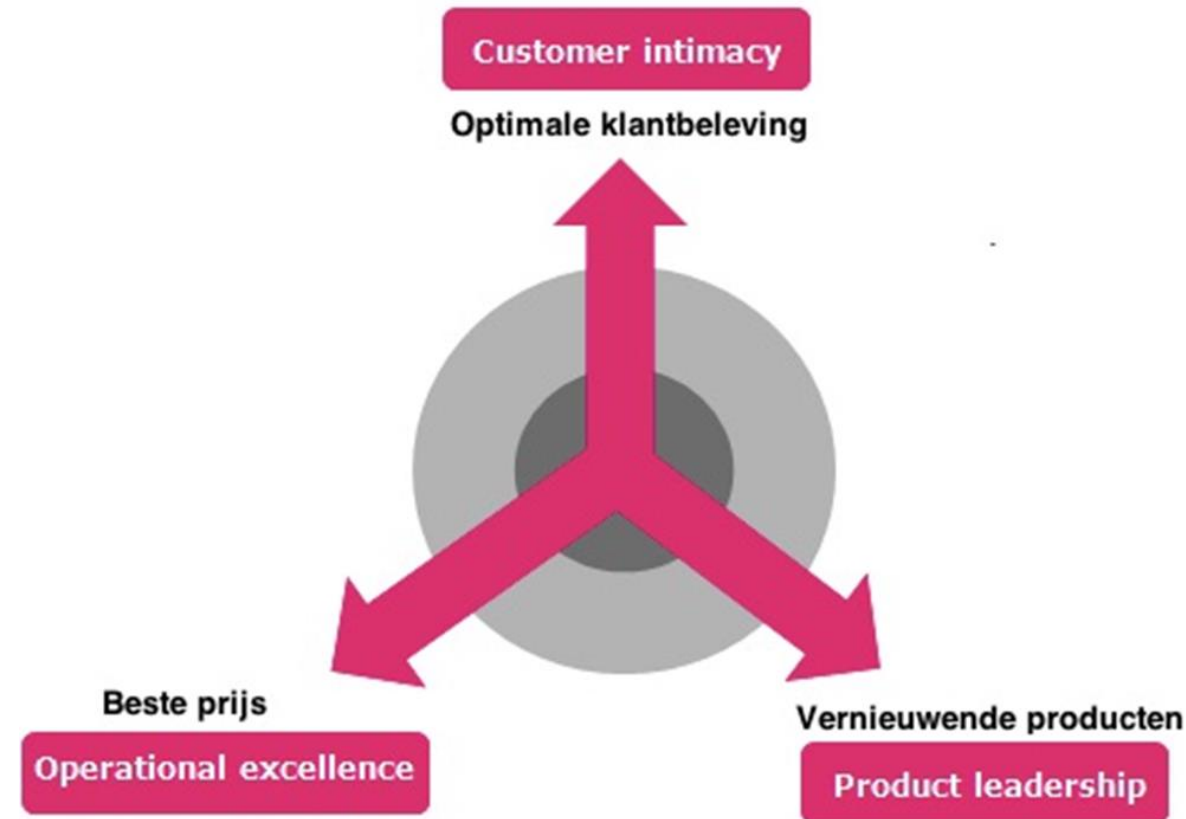 Customer intimacy
Optimale klantbeleving
Beste prijs
Operational excellence
Vernieuwende producten
Product leadership